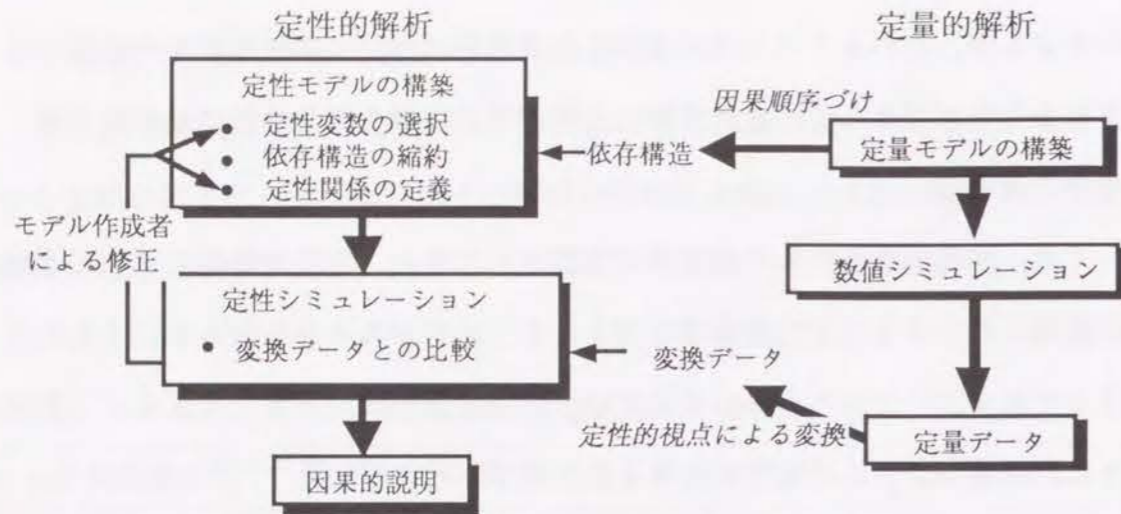 定性的解析
定量的解析
定性モデルの構築
• 定性変数の選択
• 依存構造の縮約
• 定性関係の定義
因果順序づけ
依存構造
定量モデルの構築
モデル作成者
による修正
数値シミュレーション
定性シミュレーション
• 変換データとの比較
変換データ
定性的視点による変換
定量データ
因果的説明